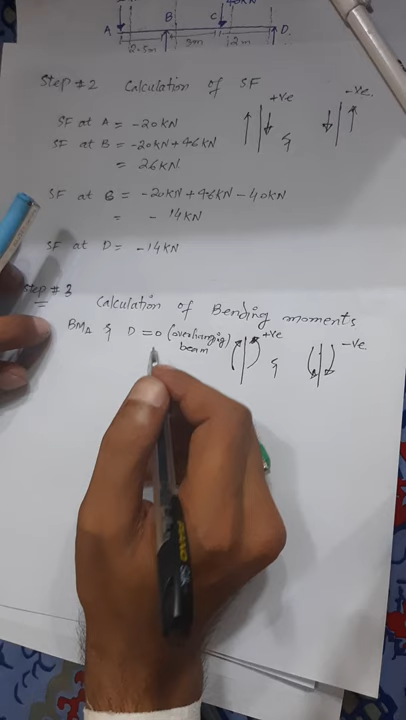 40KN
A B C D
2.5m 3m 2m
Step #2 Calculation of SF
+ve -ve
SF at A = -20KN
SF at B = -20KN+46KN
= 26KN
&
SF at B = -20KN+46KN-40KN
= -14KN
SF at D = -14KN
Step #3
Calculation of Bending moments
BMA & D = 0 (overhanging) +ve & -ve
beam